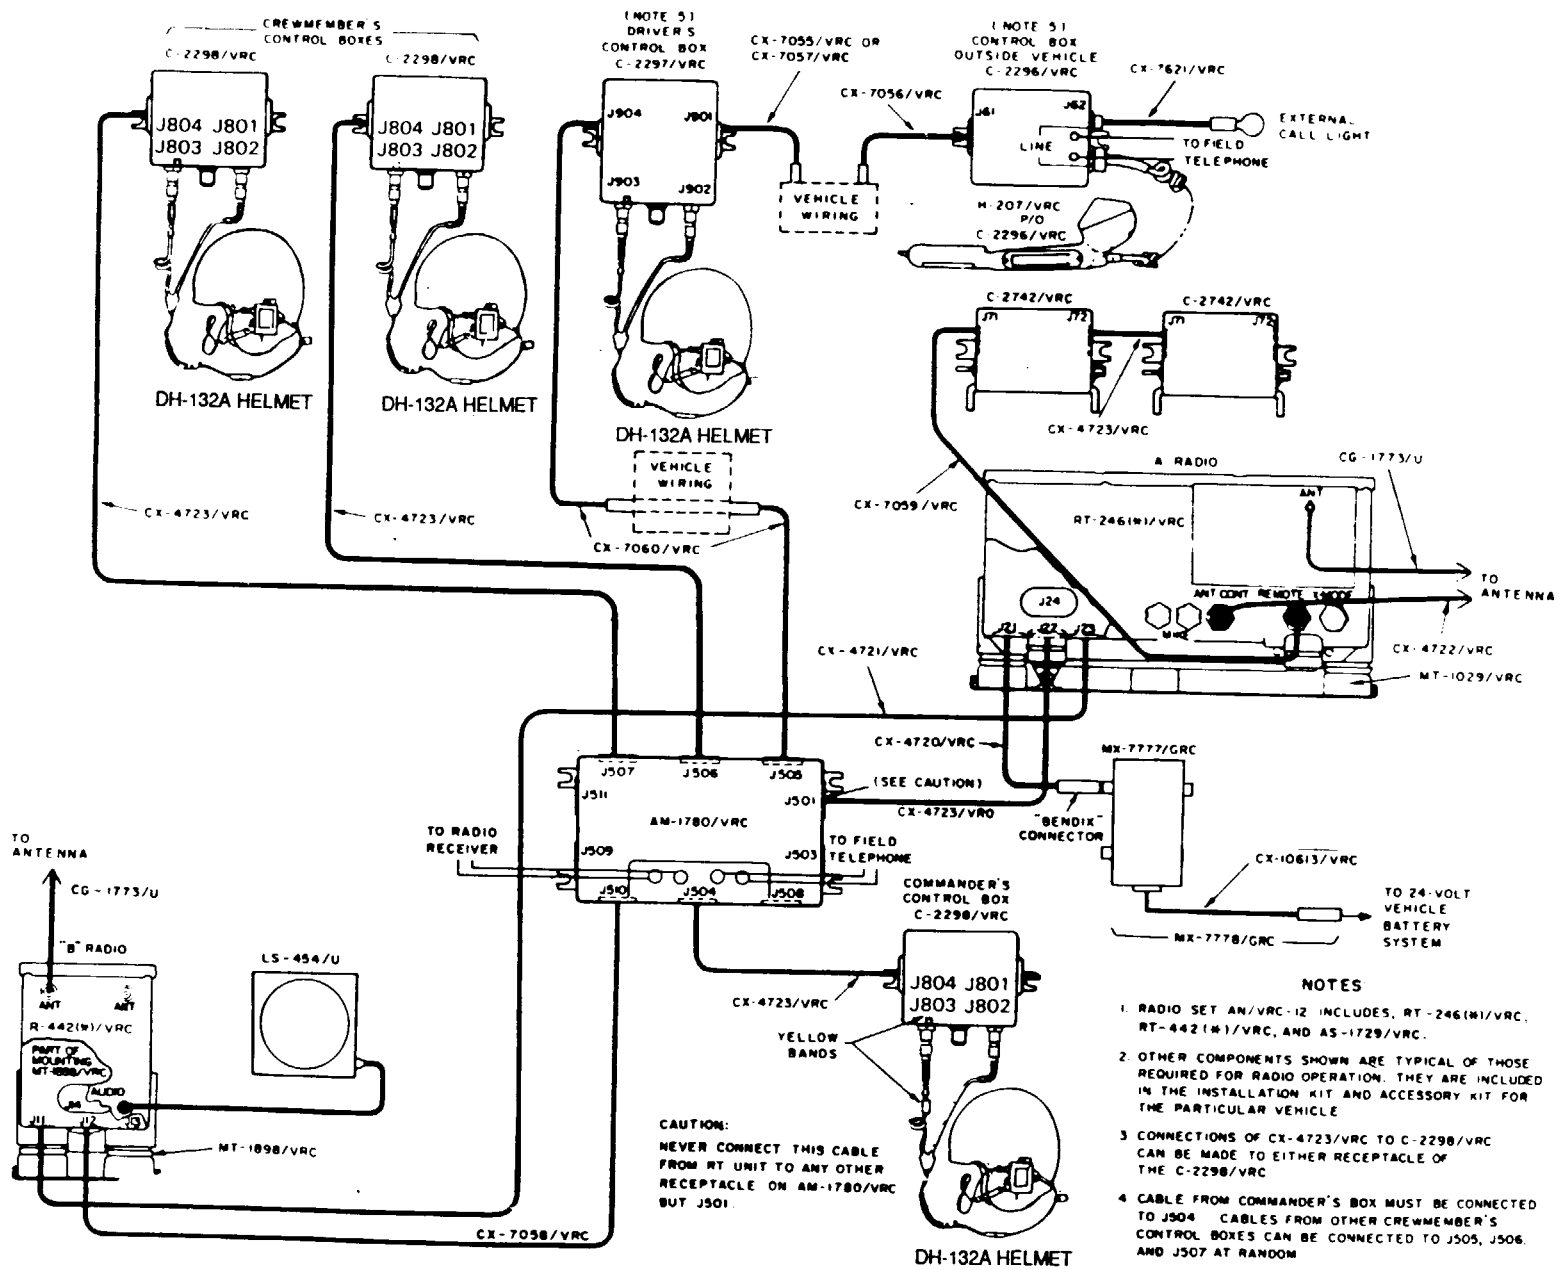 CREWMEMBER'S
CONTROL BOXES
C-2298/VRC
C-2298/VRC
J804 J801
J803 J802
J804 J801
J803 J802
DH-132A HELMET
DH-132A HELMET
(NOTE 5)
DRIVER'S
CONTROL BOX
C-2297/VRC
J904
J901
J903
J902
DH-132A HELMET
CX-7055/VRC OR
CX-7057/VRC
VEHICLE
WIRING
CX-7056/VRC
(NOTE 5)
CONTROL BOX
OUTSIDE VEHICLE
C-2296/VRC
J61
J62
LINE
CX-7621/VRC
EXTERNAL
CALL LIGHT
TO FIELD
TELEPHONE
H-207/VRC
P/O
C-2296/VRC
C-2742/VRC
J71
J72
C-2742/VRC
J71
J72
CX-4723/VRC
CX-7059/VRC
A RADIO
CG-1773/U
ANT
RT-246(*)/VRC
TO
ANTENNA
J24
ANT CONT
REMOTE
X-MODE
J21
J22
J23
CX-4722/VRC
MT-1029/VRC
VEHICLE
WIRING
CX-4723/VRC
CX-4723/VRC
CX-7060/VRC
CX-4721/VRC
CX-4720/VRC
MX-7777/GRC
J507
J506
J505
J511
J501
(SEE CAUTION)
CX-4723/VRC
AM-1780/VRC
"BENDIX"
CONNECTOR
J509
J503
TO RADIO
RECEIVER
TO FIELD
TELEPHONE
J510
J504
J508
CX-10613/VRC
TO 24-VOLT
VEHICLE
BATTERY
SYSTEM
MX-7778/GRC
TO
ANTENNA
CG-1773/U
"B" RADIO
LS-454/U
ANT
ANT
R-442(*)/VRC
PART OF
MOUNTING
MT-1898/VRC
AUDIO
J14
J11
J12
J13
MT-1898/VRC
CX-7058/VRC
COMMANDER'S
CONTROL BOX
C-2298/VRC
J804 J801
J803 J802
CX-4723/VRC
YELLOW
BANDS
DH-132A HELMET
CAUTION:
NEVER CONNECT THIS CABLE
FROM RT UNIT TO ANY OTHER
RECEPTACLE ON AM-1780/VRC
BUT J501.
NOTES
1. RADIO SET AN/VRC-12 INCLUDES, RT-246(*)/VRC,
RT-442(*)/VRC, AND AS-1729/VRC.
2. OTHER COMPONENTS SHOWN ARE TYPICAL OF THOSE
REQUIRED FOR RADIO OPERATION. THEY ARE INCLUDED
IN THE INSTALLATION KIT AND ACCESSORY KIT FOR
THE PARTICULAR VEHICLE
3 CONNECTIONS OF CX-4723/VRC TO C-2298/VRC
CAN BE MADE TO EITHER RECEPTACLE OF
THE C-2298/VRC
4 CABLE FROM COMMANDER'S BOX MUST BE CONNECTED
TO J504 CABLES FROM OTHER CREWMEMBER'S
CONTROL BOXES CAN BE CONNECTED TO J505, J506,
AND J507 AT RANDOM